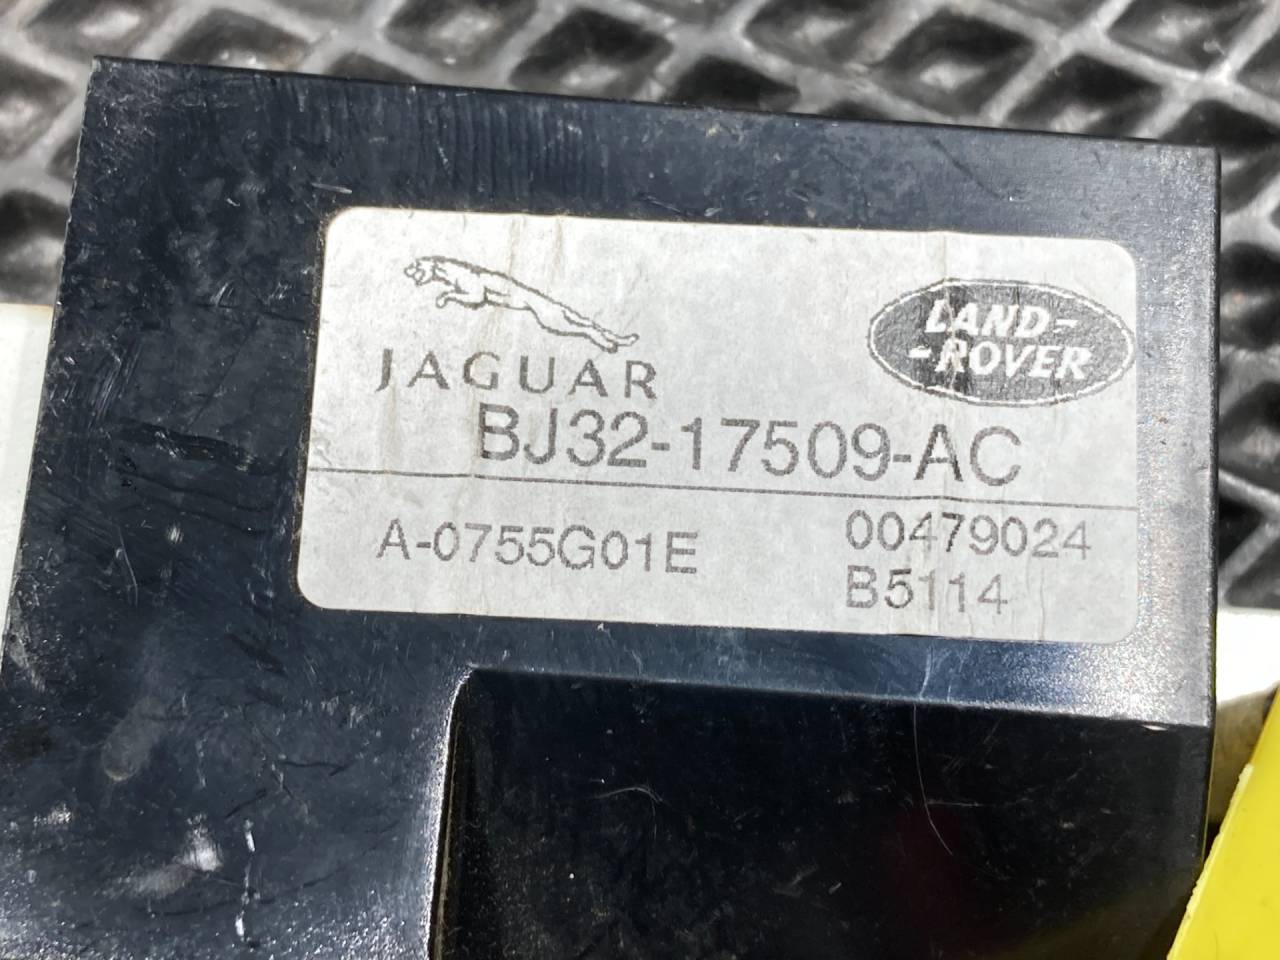 JAGUAR
LAND-
-ROVER
BJ32-17509-AC
A-0755G01E
00479024
B5114